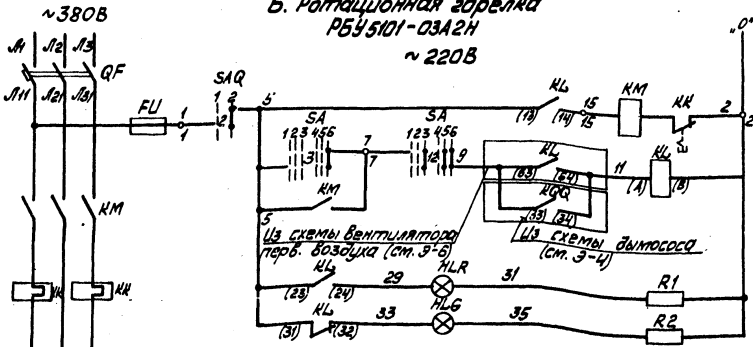 ~380В
Б. Ротационная горелка
РБУ5101-03А2Н
~220В
"0"
Л1 Л2 Л3
QF
Л11 Л21 Л31
FU
1
1
SAQ
1 2
2
5
KL
(13) (14)
15
15
KM
KK
2
2
SA
1 2 3 4 5 6
3
7
7
SA
1 2 3 4 5 6
12
9
KL
(63) (64)
11
KL
(A) (B)
KM
5
KQQ
(33) (34)
Из схемы вентилятора
перв. воздуха (см. Э-6)
Из схемы дымососа
(см. Э-4)
KM
KK
KK
KL
(23) (24)
29
HLR
31
R1
KL
(31) (32)
33
HLG
35
R2